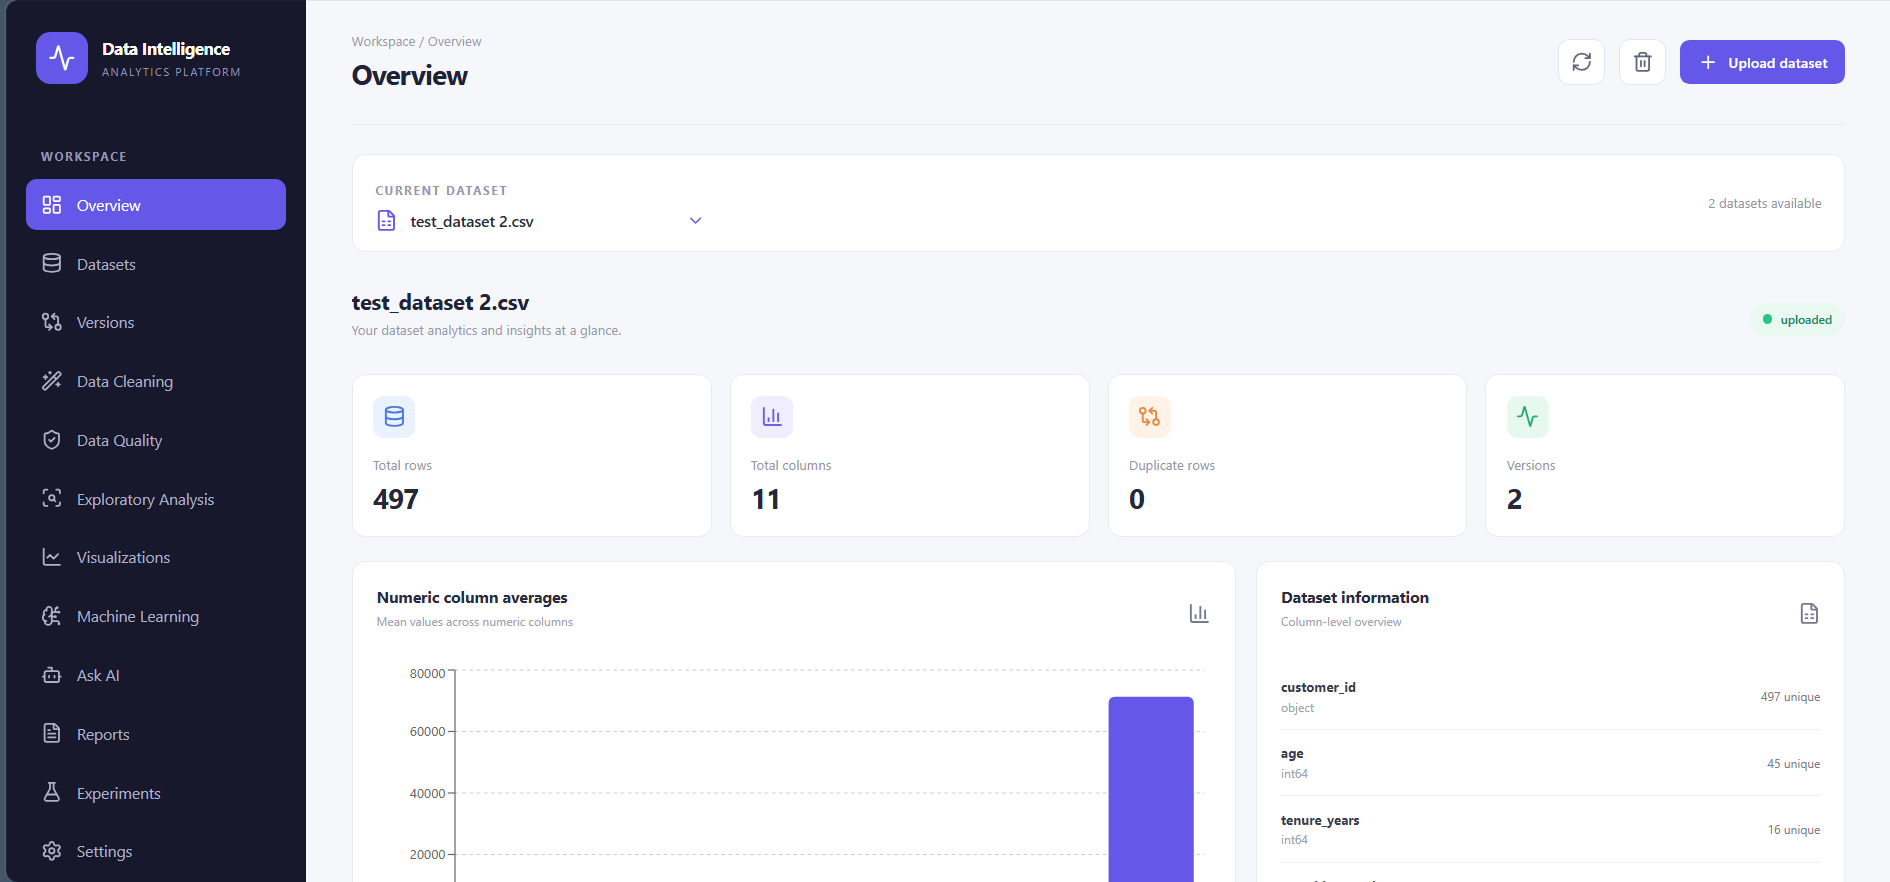 Data Intelligence
ANALYTICS PLATFORM
WORKSPACE
Overview
Datasets
Versions
Data Cleaning
Data Quality
Exploratory Analysis
Visualizations
Machine Learning
Ask AI
Reports
Experiments
Settings
Workspace / Overview
Overview
Upload dataset
CURRENT DATASET
test_dataset 2.csv
2 datasets available
test_dataset 2.csv
Your dataset analytics and insights at a glance.
uploaded
Total rows
497
Total columns
11
Duplicate rows
0
Versions
2
Numeric column averages
Mean values across numeric columns
80000
60000
40000
20000
Dataset information
Column-level overview
customer_id
object
497 unique
age
int64
45 unique
tenure_years
int64
16 unique